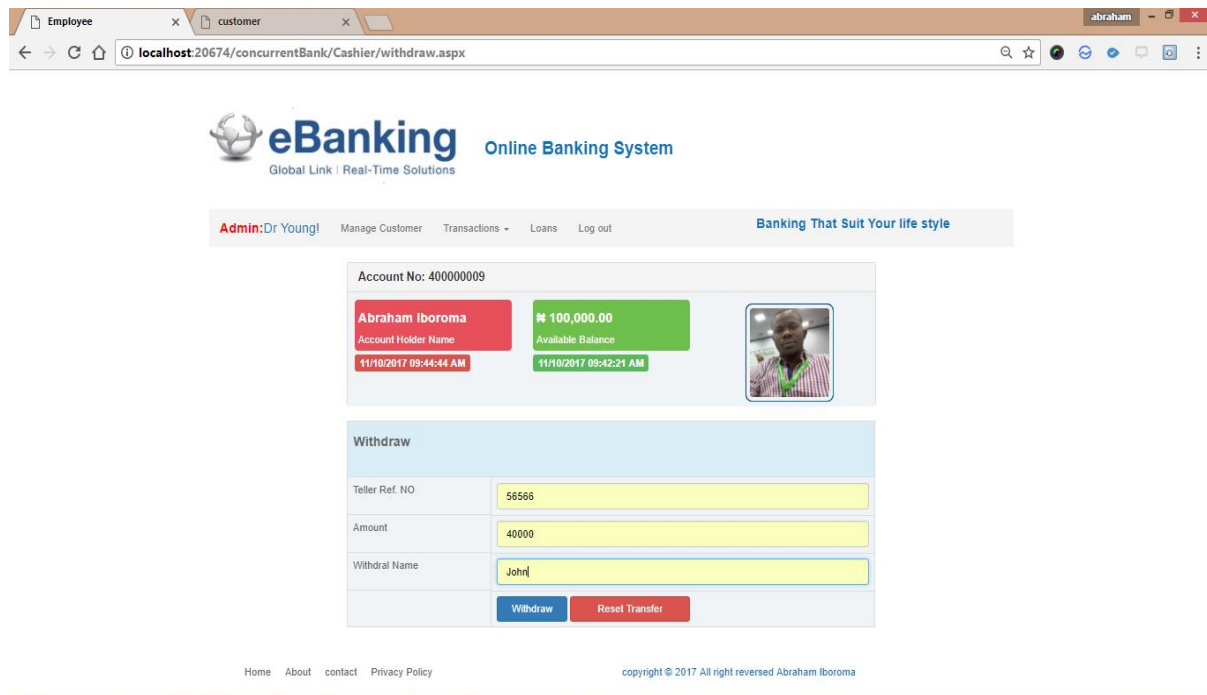 Employee
customer
abraham
localhost:20674/concurrentBank/Cashier/withdraw.aspx
eBanking
Global Link | Real-Time Solutions
Online Banking System
Admin:Dr Young! Manage Customer Transactions Loans Log out Banking That Suit Your life style
Account No: 400000009
Abraham Iboroma
Account Holder Name
11/10/2017 09:44:44 AM
₦ 100,000.00
Available Balance
11/10/2017 09:42:21 AM
Withdraw
Teller Ref. NO 56566
Amount 40000
Withdral Name John
Withdraw Reset Transfer
Home About contact Privacy Policy copyright © 2017 All right reversed Abraham Iboroma